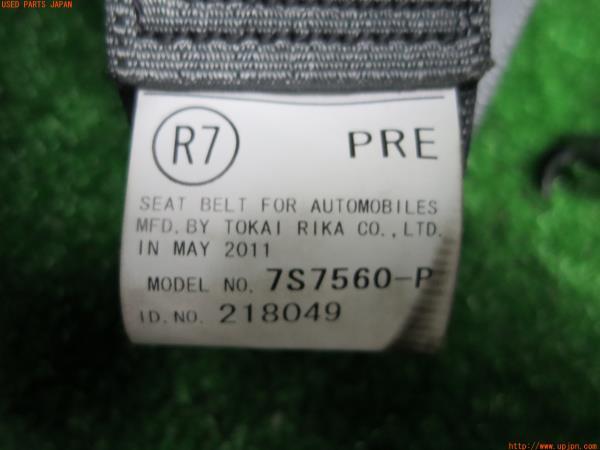 USED PARTS JAPAN
R7 PRE
SEAT BELT FOR AUTOMOBILES
MFD. BY TOKAI RIKA CO., LTD.
IN MAY 2011
MODEL NO. 7S7560-P
ID. NO. 218049
http://www.upjpn.com/